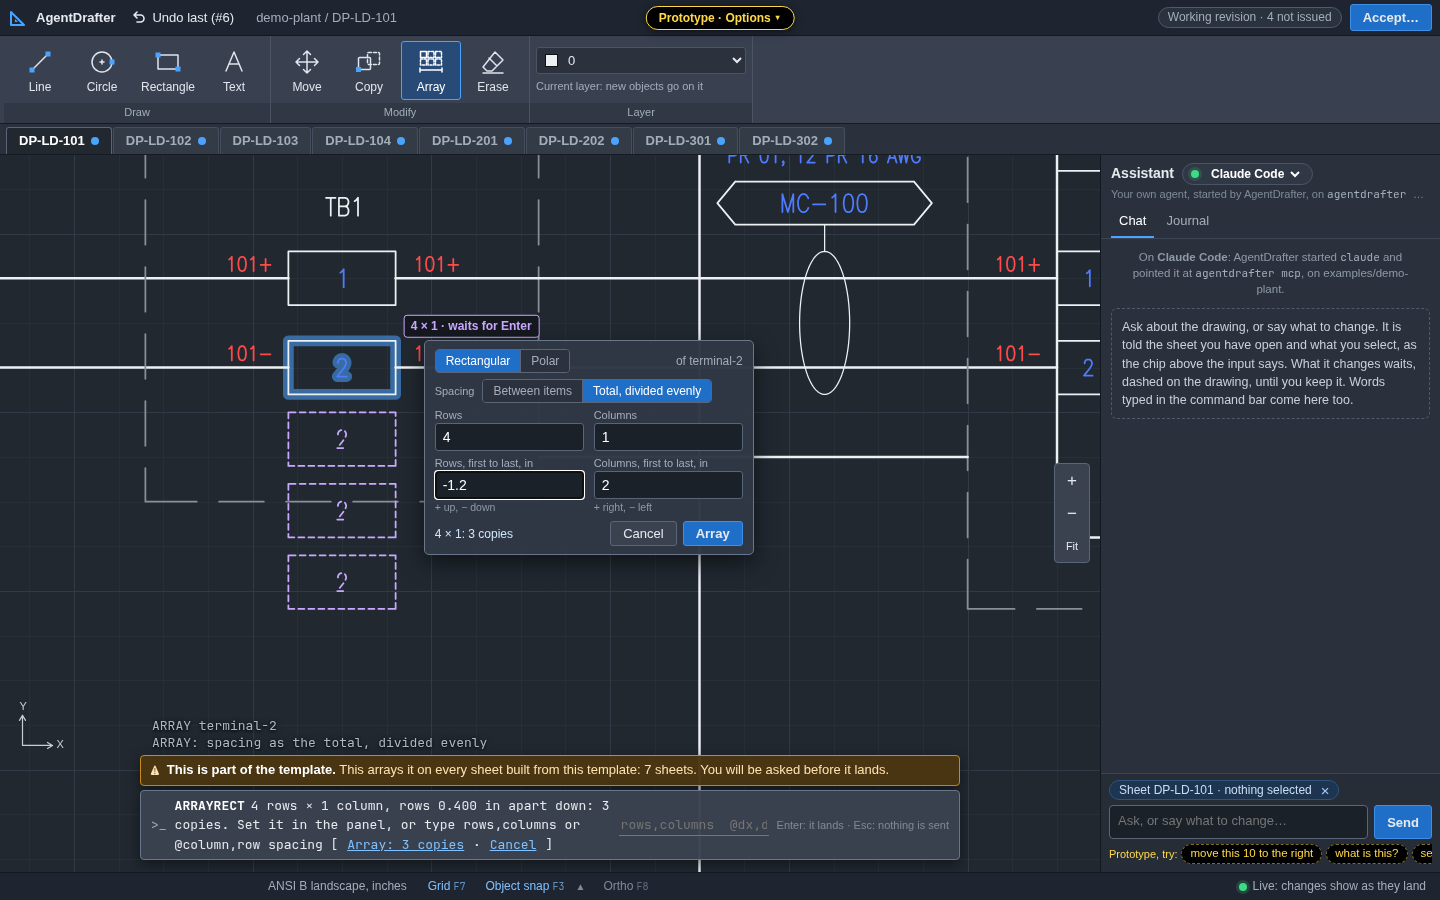 AgentDrafter
Undo last (#6)
demo-plant / DP-LD-101
Prototype · Options ▾
Working revision · 4 not issued
Accept…
Line
Circle
Rectangle
Text
Draw
Move
Copy
Array
Erase
Modify
0
Current layer: new objects go on it
Layer
DP-LD-101
DP-LD-102
DP-LD-103
DP-LD-104
DP-LD-201
DP-LD-202
DP-LD-301
DP-LD-302
PR 01, 12 PR 16 AWG
MC-100
TB1
101+
1
101+
101+
1
4 × 1 · waits for Enter
101-
2
1
101-
2
2
2
2
Rectangular
Polar
of terminal-2
Spacing
Between items
Total, divided evenly
Rows
Columns
4
1
Rows, first to last, in
Columns, first to last, in
-1.2
2
+ up, − down
+ right, − left
4 × 1: 3 copies
Cancel
Array
+
−
Fit
Y
X
ARRAY terminal-2
ARRAY: spacing as the total, divided evenly
This is part of the template. This arrays it on every sheet built from this template: 7 sheets. You will be asked before it lands.
>_
ARRAYRECT 4 rows × 1 column, rows 0.400 in apart down: 3
copies. Set it in the panel, or type rows,columns or
@column,row spacing [ Array: 3 copies · Cancel ]
rows,columns @dx,d
Enter: it lands · Esc: nothing is sent
Assistant
Claude Code
Your own agent, started by AgentDrafter, on agentdrafter …
Chat
Journal
On Claude Code: AgentDrafter started claude and
pointed it at agentdrafter mcp, on examples/demo-
plant.
Ask about the drawing, or say what to change. It is
told the sheet you have open and what you select, as
the chip above the input says. What it changes waits,
dashed on the drawing, until you keep it. Words
typed in the command bar come here too.
Sheet DP-LD-101 · nothing selected ×
Ask, or say what to change…
Send
Prototype, try:
move this 10 to the right
what is this?
se
ANSI B landscape, inches
Grid F7
Object snap F3
▲
Ortho F8
Live: changes show as they land